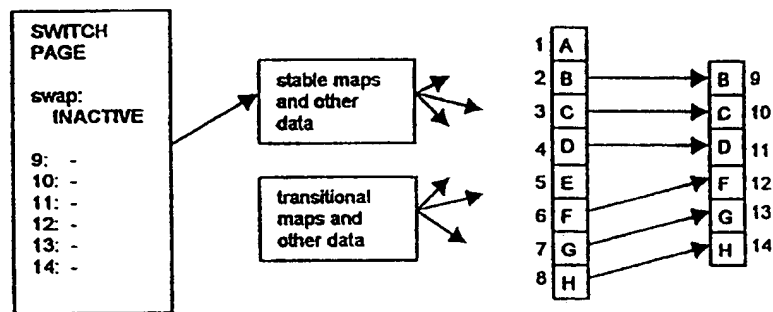 SWITCH
PAGE
swap:
INACTIVE
9: -
10: -
11: -
12: -
13: -
14: -
stable maps
and other
data
transitional
maps and
other data
1 A
2 B
3 C
4 D
5 E
6 F
7 G
8 H
B 9
C 10
D 11
F 12
G 13
H 14